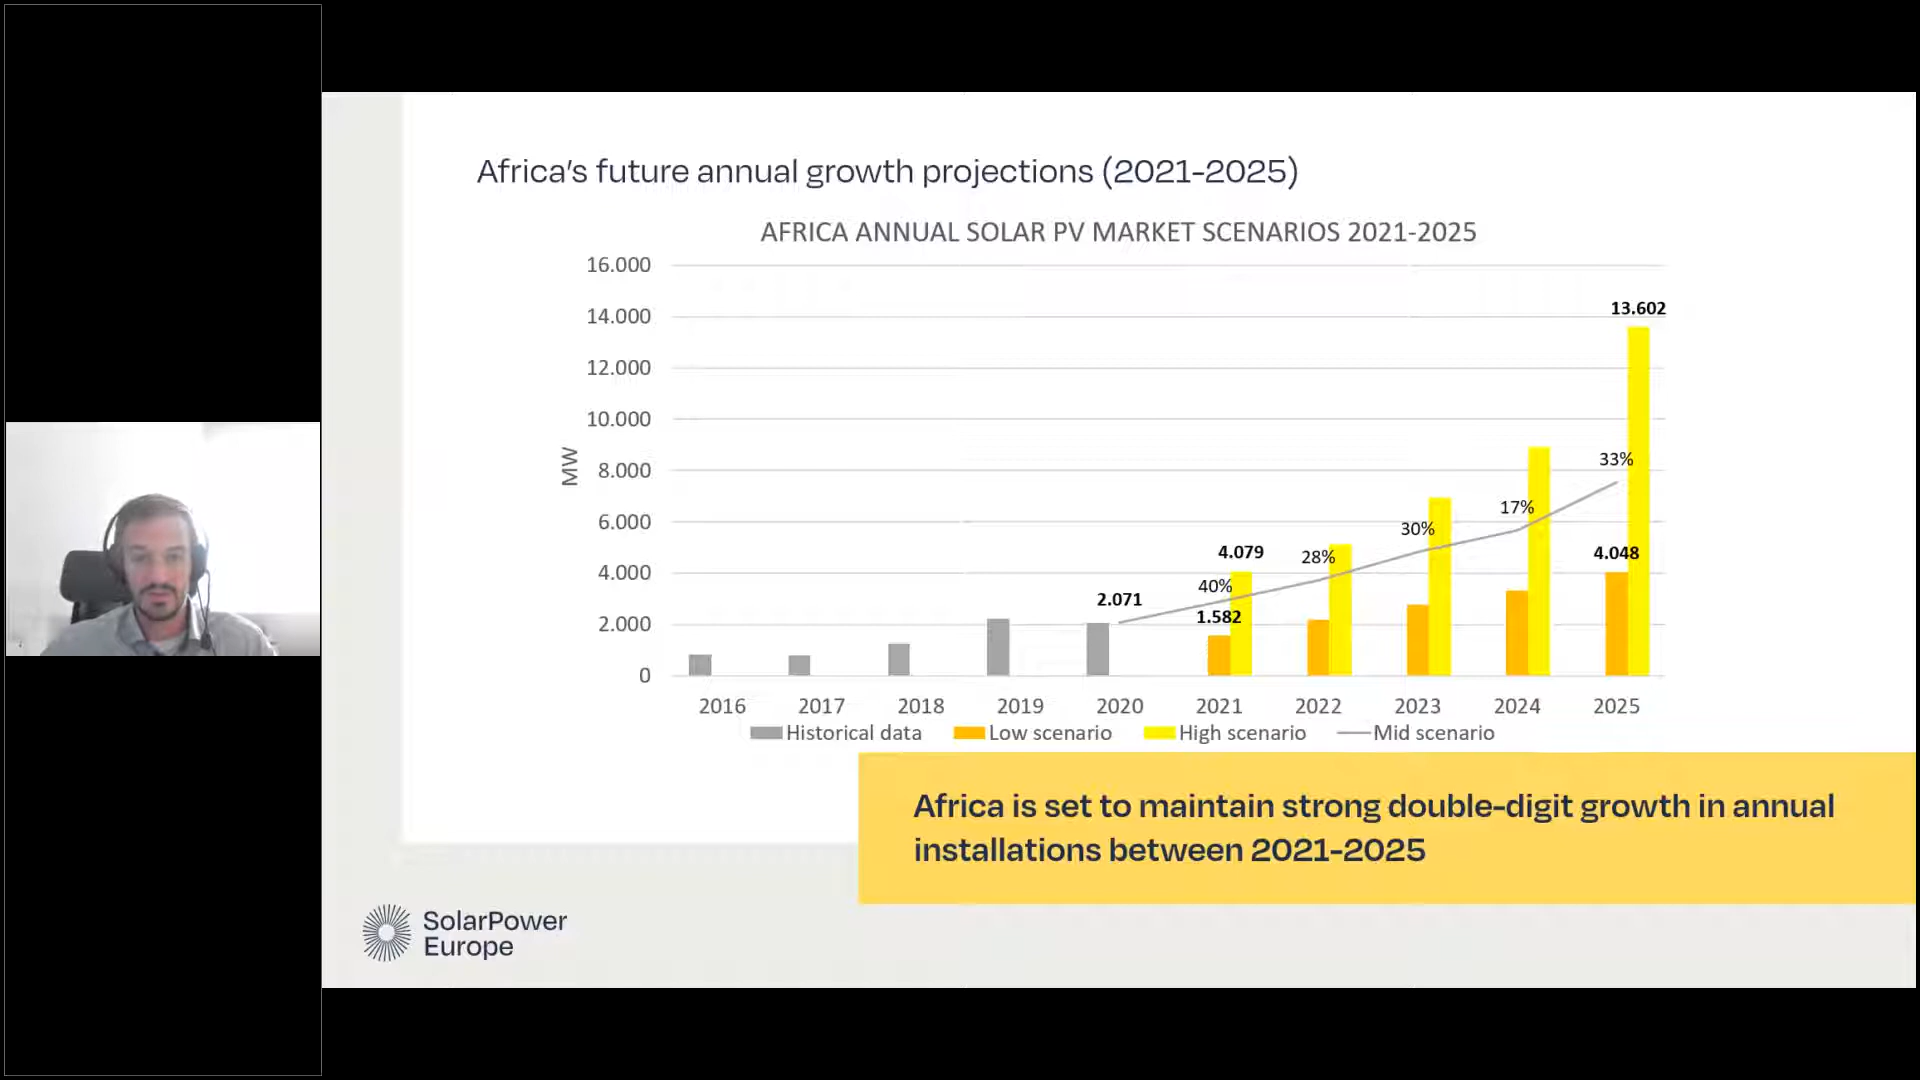 Africa's future annual growth projections (2021-2025)
AFRICA ANNUAL SOLAR PV MARKET SCENARIOS 2021-2025
16.000
14.000
12.000
10.000
8.000
6.000
4.000
2.000
0
MW
2.071
1.582
4.079
40%
28%
30%
17%
33%
4.048
13.602
2016 2017 2018 2019 2020 2021 2022 2023 2024 2025
Historical data Low scenario High scenario Mid scenario
Africa is set to maintain strong double-digit growth in annual
installations between 2021-2025
SolarPower
Europe